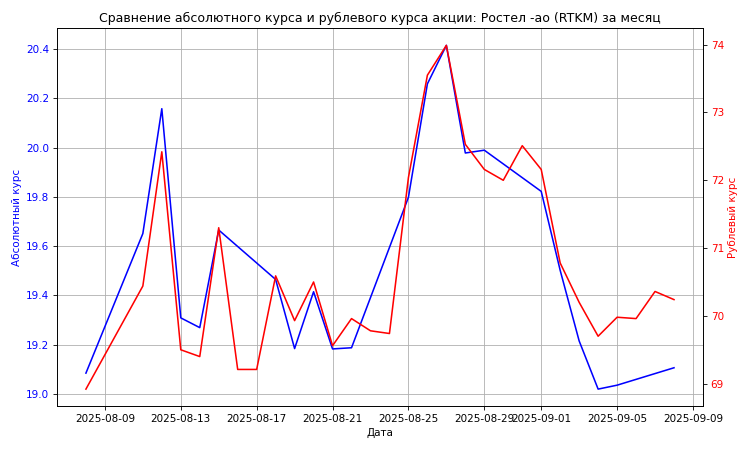 Сравнение абсолютного курса и рублевого курса акции: Ростел -ао (RTKM) за месяц
20.4
20.2
20.0
19.8
19.6
19.4
19.2
19.0
Абсолютный курс
74
73
72
71
70
69
Рублевый курс
2025-08-09 2025-08-13 2025-08-17 2025-08-21 2025-08-25 2025-08-29 2025-09-01 2025-09-05 2025-09-09
Дата